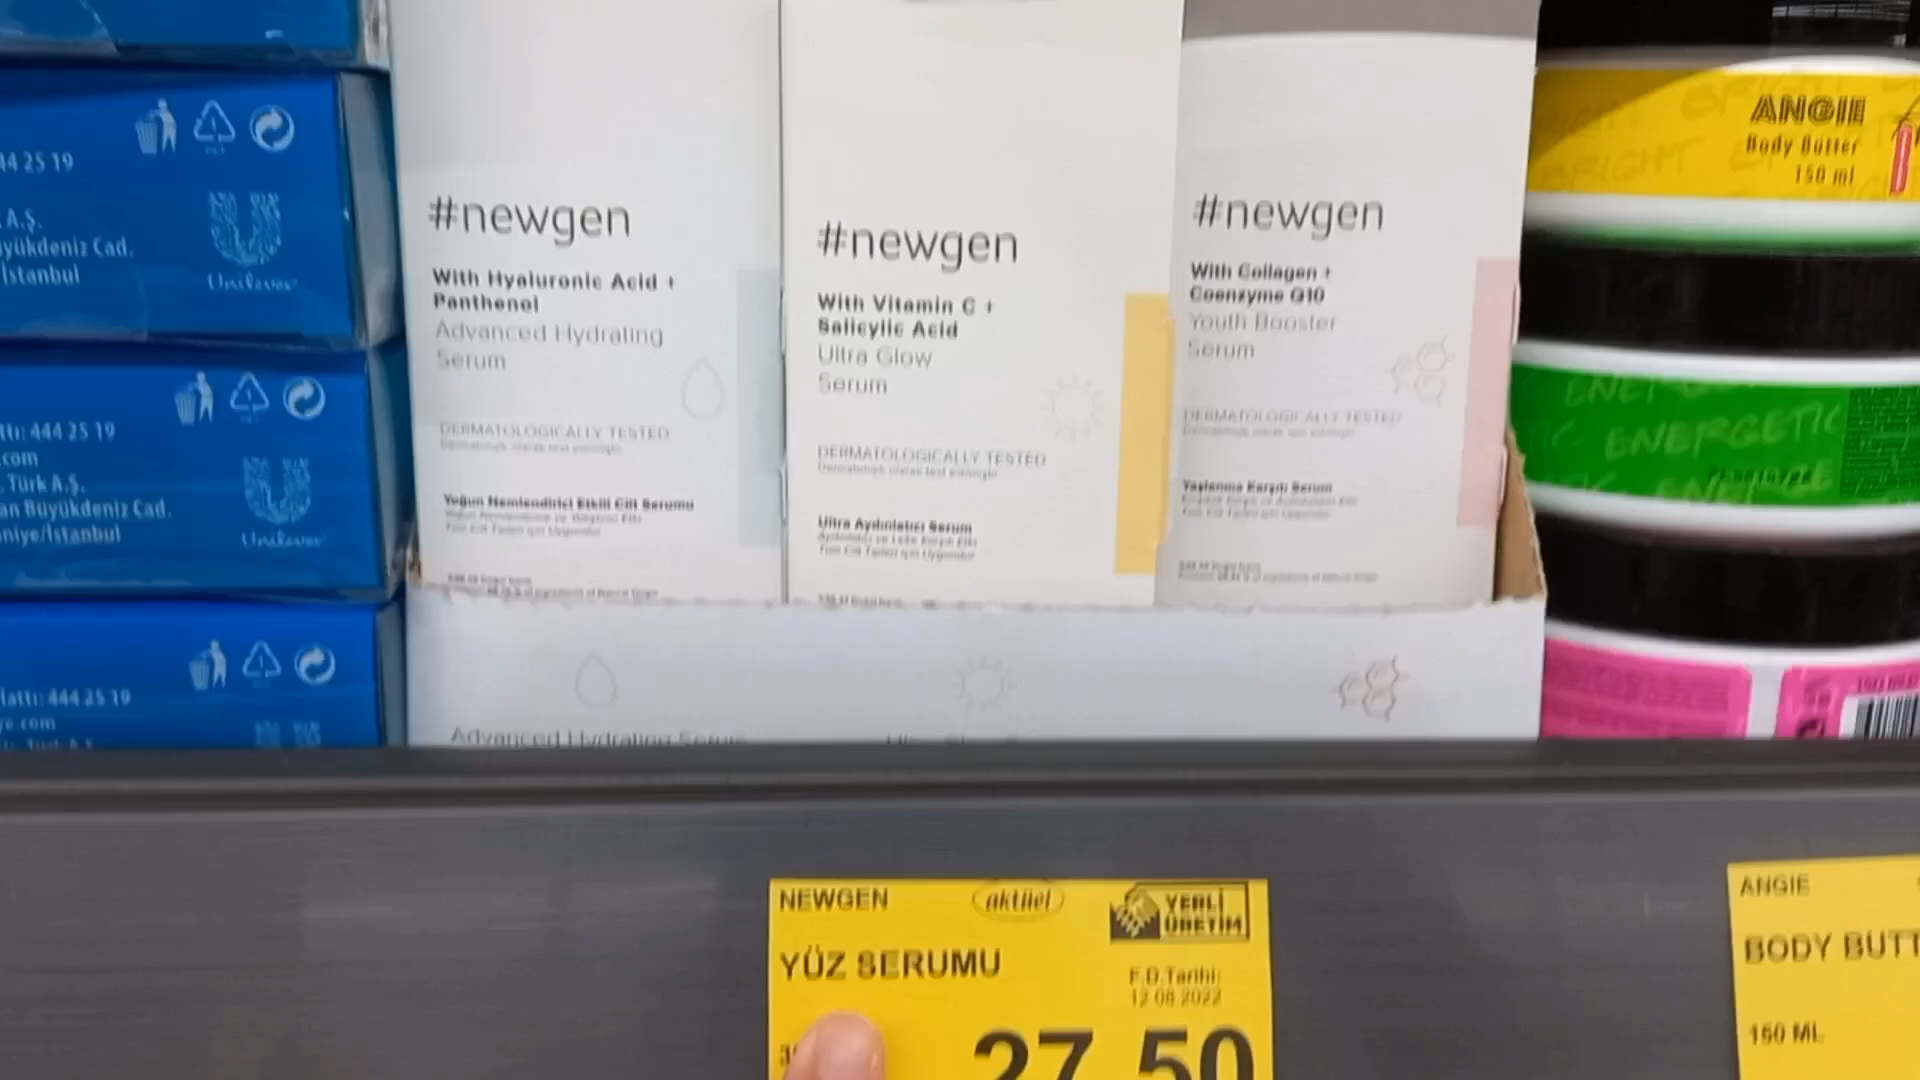 44 25 19
A.Ş.
yükdeniz Cad.
İstanbul
Unilever
ttı: 444 25 19
.com
Türk A.Ş.
an Büyükdeniz Cad.
niye/İstanbul
Unilever
lattı: 444 25 19
#newgen
With Hyaluronic Acid +
Panthenol
Advanced Hydrating
Serum
DERMATOLOGICALLY TESTED
Yoğun Nemlendirici Etkili Cilt Serumu
#newgen
With Vitamin C +
Salicylic Acid
Ultra Glow
Serum
DERMATOLOGICALLY TESTED
Ultra Aydınlatıcı Serum
#newgen
With Collagen +
Coenzyme Q10
Youth Booster
Serum
DERMATOLOGICALLY TESTED
Yaşlanma Karşıtı Serum
Advanced Hydrating Serum
ANGIE
Body Butter
150 ml
ENERGETIC
NEWGEN
aktüel
YERLİ
ÜRETİM
YÜZ SERUMU
F.D.Tarihi:
12.08.2022
27,50
ANGIE
BODY BUTT
150 ML